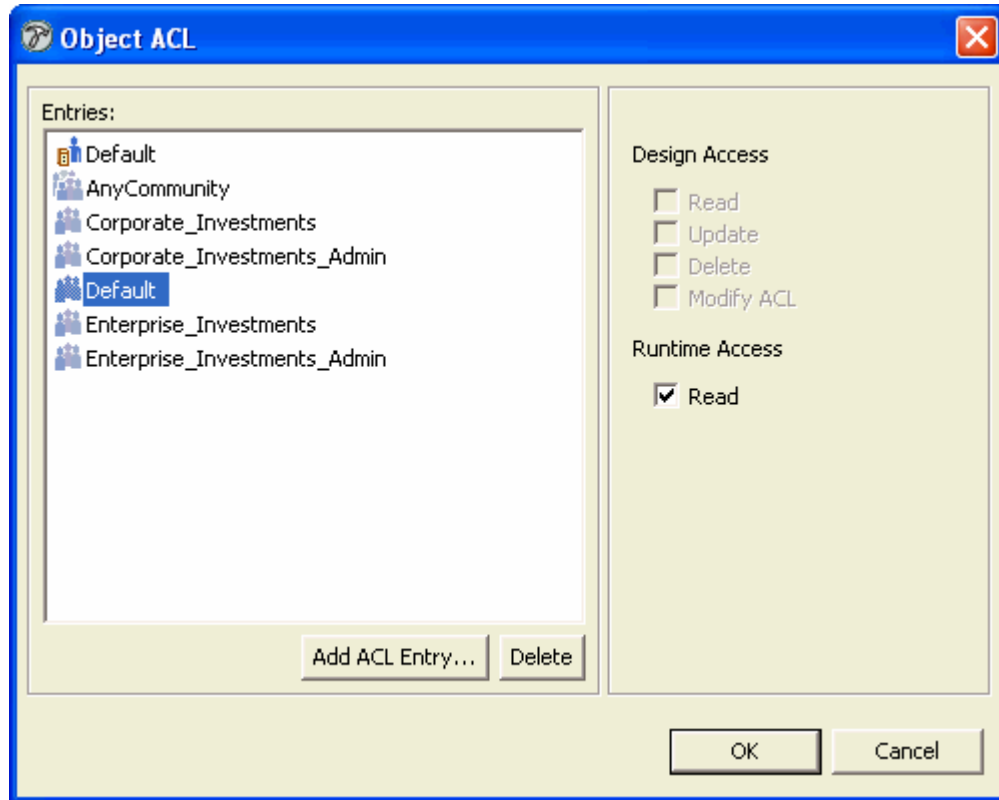 Object ACL
Entries:
Default
AnyCommunity
Corporate_Investments
Corporate_Investments_Admin
Default
Enterprise_Investments
Enterprise_Investments_Admin
Add ACL Entry...
Delete
Design Access
Read
Update
Delete
Modify ACL
Runtime Access
Read
OK
Cancel